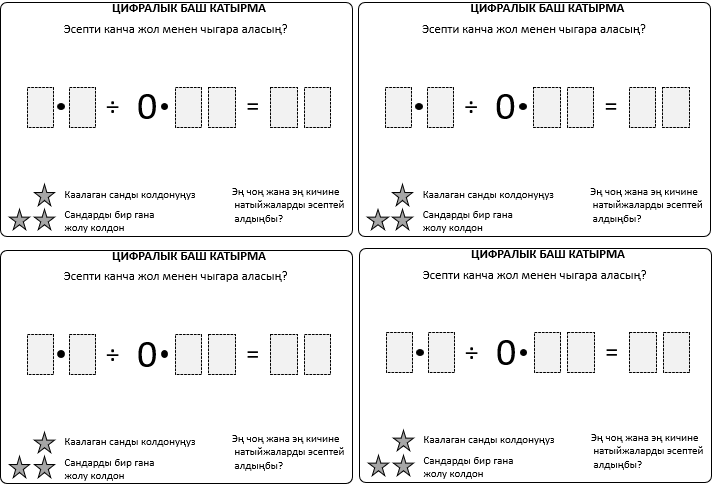 ЦИФРАЛЫК БАШ КАТЫРМА
Эсепти канча жол менен чыгара аласың?
• ÷ 0• =
Каалаган санды колдонуңуз
Сандарды бир гана
жолу колдон
Эң чоң жана эң кичине
натыйжаларды эсептей
алдыңбы?
ЦИФРАЛЫК БАШ КАТЫРМА
Эсепти канча жол менен чыгара аласың?
• ÷ 0• =
Каалаган санды колдонуңуз
Сандарды бир гана
жолу колдон
Эң чоң жана эң кичине
натыйжаларды эсептей
алдыңбы?
ЦИФРАЛЫК БАШ КАТЫРМА
Эсепти канча жол менен чыгара аласың?
• ÷ 0• =
Каалаган санды колдонуңуз
Сандарды бир гана
жолу колдон
Эң чоң жана эң кичине
натыйжаларды эсептей
алдыңбы?
ЦИФРАЛЫК БАШ КАТЫРМА
Эсепти канча жол менен чыгара аласың?
• ÷ 0• =
Каалаган санды колдонуңуз
Сандарды бир гана
жолу колдон
Эң чоң жана эң кичине
натыйжаларды эсептей
алдыңбы?